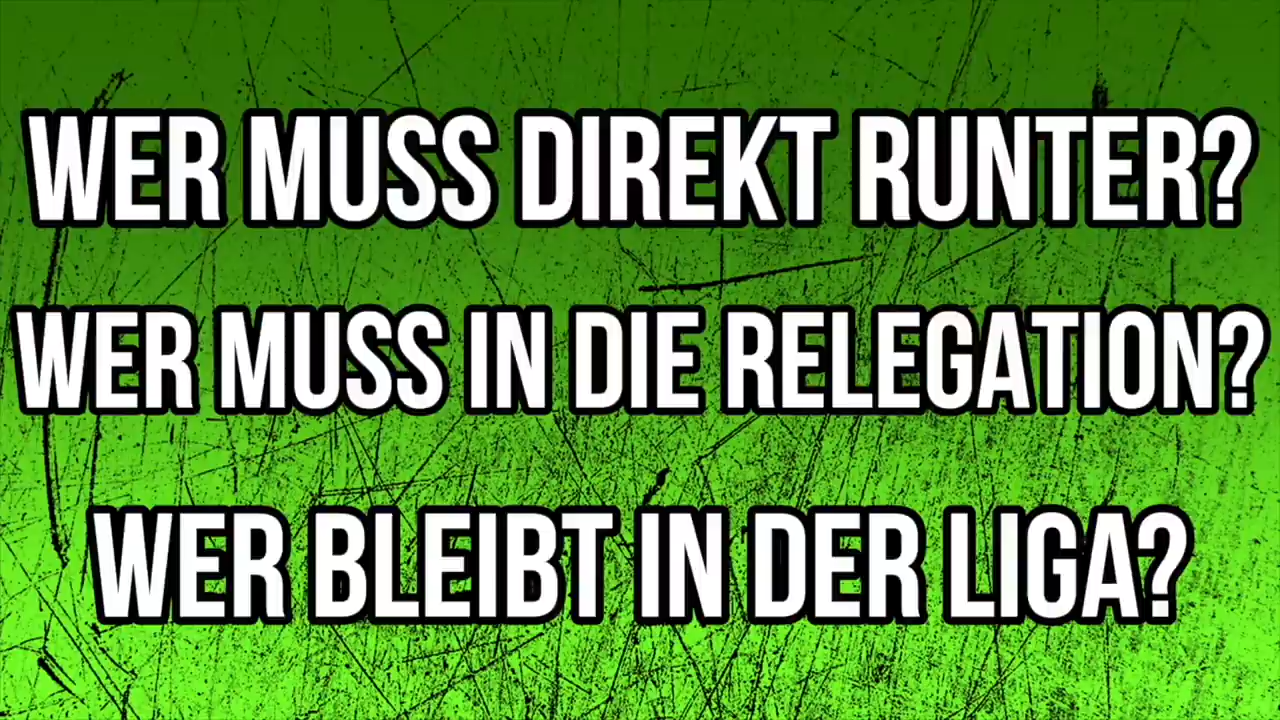 WER MUSS DIREKT RUNTER?
WER MUSS IN DIE RELEGATION?
WER BLEIBT IN DER LIGA?